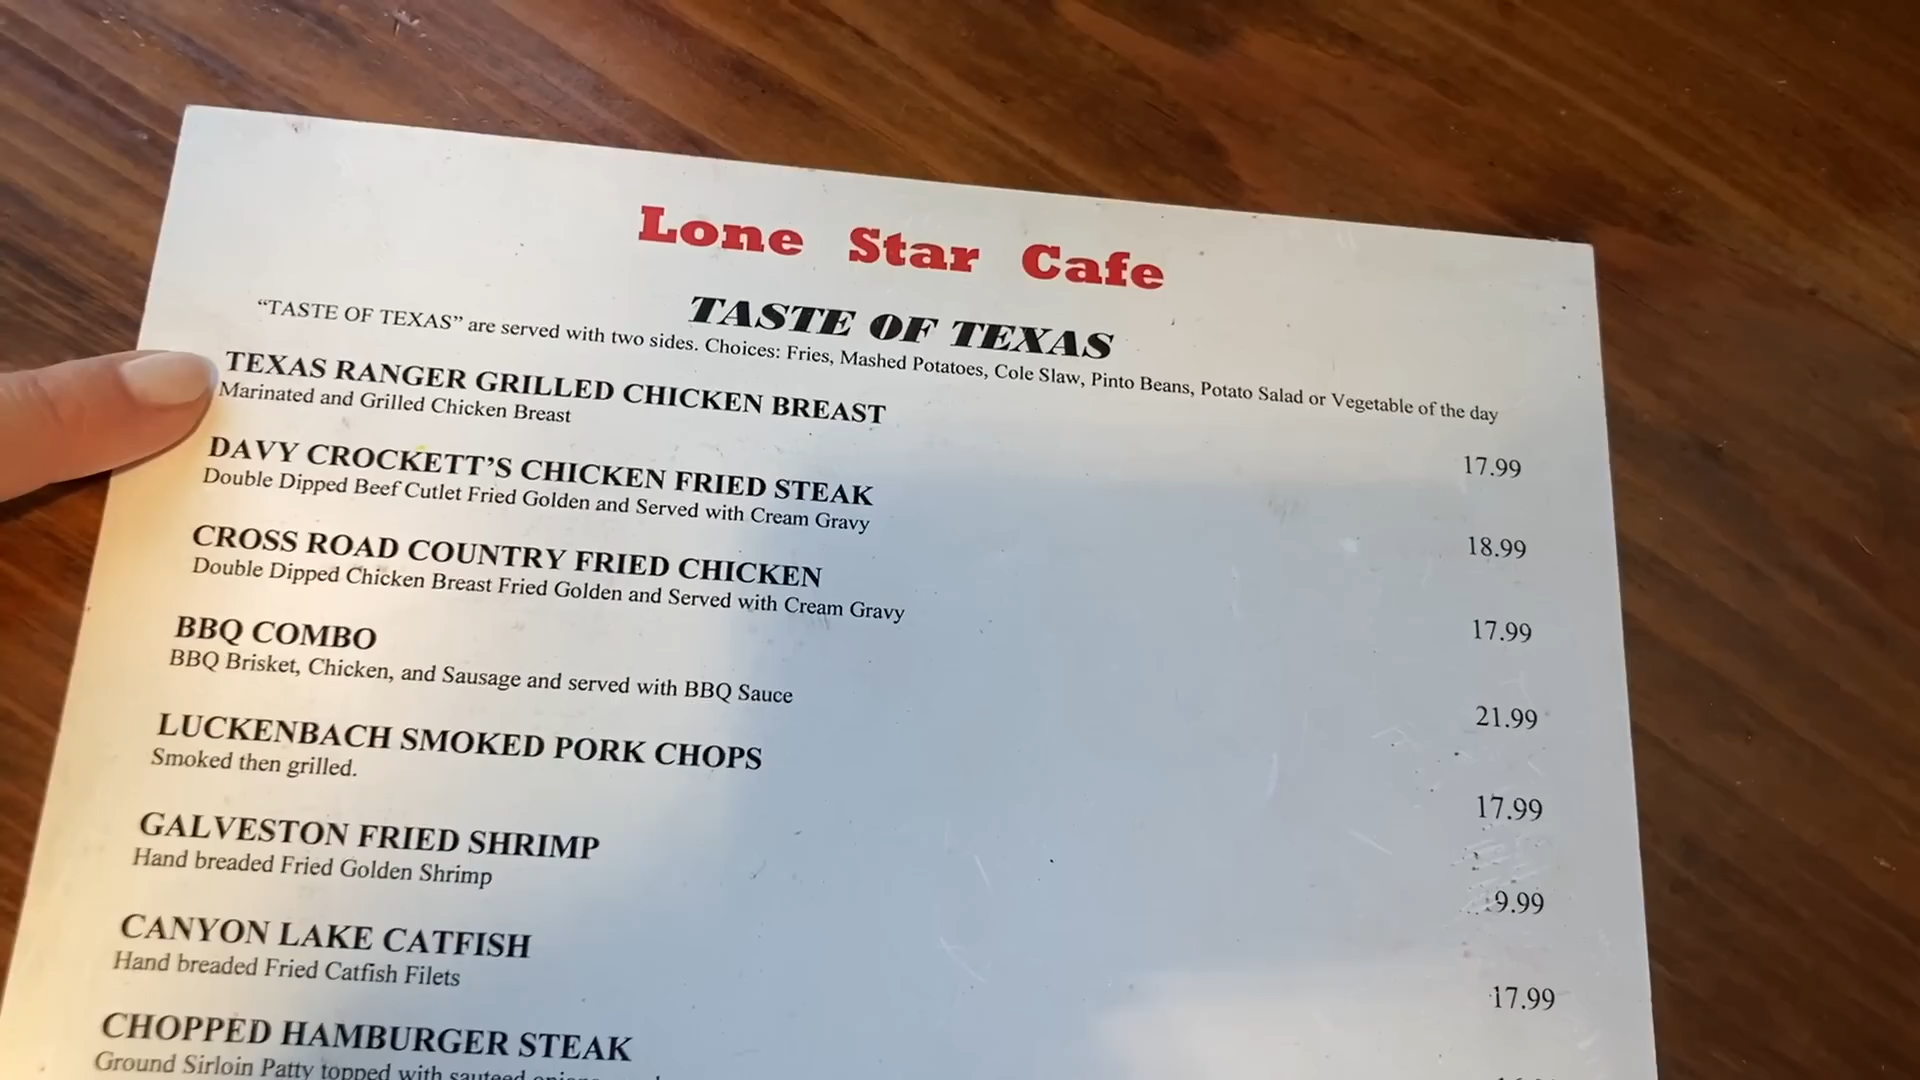 Lone Star Cafe
TASTE OF TEXAS
“TASTE OF TEXAS” are served with two sides. Choices: Fries, Mashed Potatoes, Cole Slaw, Pinto Beans, Potato Salad or Vegetable of the day
TEXAS RANGER GRILLED CHICKEN BREAST 17.99
Marinated and Grilled Chicken Breast
DAVY CROCKETT’S CHICKEN FRIED STEAK 18.99
Double Dipped Beef Cutlet Fried Golden and Served with Cream Gravy
CROSS ROAD COUNTRY FRIED CHICKEN 17.99
Double Dipped Chicken Breast Fried Golden and Served with Cream Gravy
BBQ COMBO 21.99
BBQ Brisket, Chicken, and Sausage and served with BBQ Sauce
LUCKENBACH SMOKED PORK CHOPS 17.99
Smoked then grilled.
GALVESTON FRIED SHRIMP
Hand breaded Fried Golden Shrimp
CANYON LAKE CATFISH 17.99
Hand breaded Fried Catfish Filets
CHOPPED HAMBURGER STEAK
Ground Sirloin Patty topped with sauteed